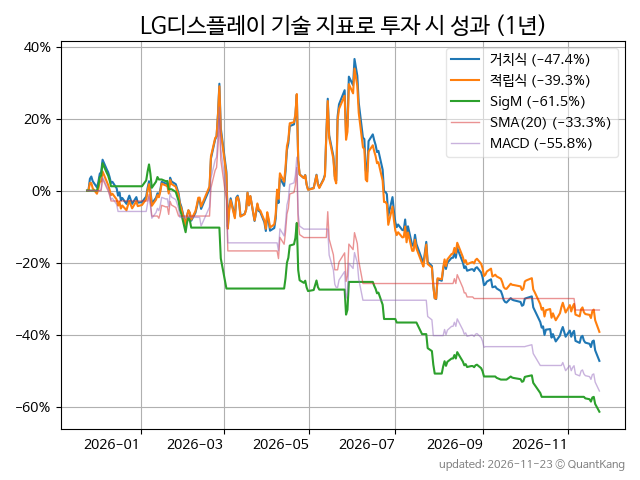 LG디스플레이 기술 지표로 투자 시 성과 (1년)
40%
20%
0%
−20%
−40%
−60%
거치식 (−47.4%)
적립식 (−39.3%)
SigM (−61.5%)
SMA(20) (−33.3%)
MACD (−55.8%)
2026-01
2026-03
2026-05
2026-07
2026-09
2026-11
updated: 2026-11-23 © QuantKang